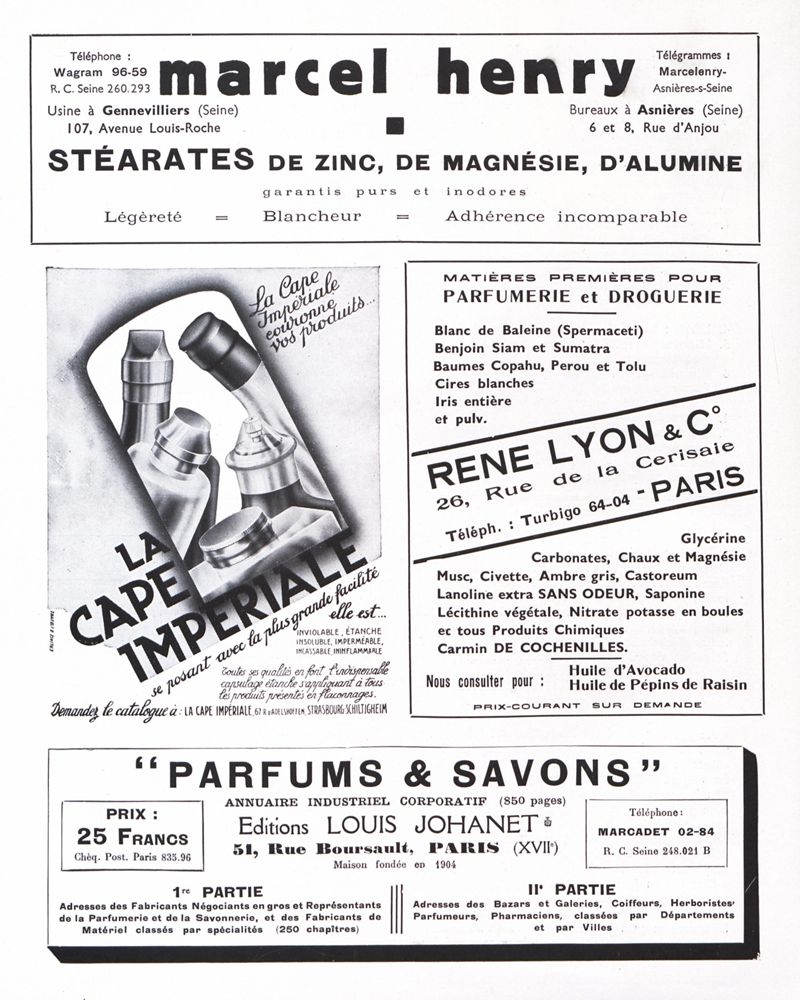 Téléphone :
Wagram 96-59
R. C. Seine 260.293
marcel henry
Télégrammes :
Marcelenry-
Asnières-s-Seine
Usine à Gennevilliers (Seine)
107, Avenue Louis-Roche
Bureaux à Asnières (Seine)
6 et 8, Rue d'Anjou
STÉARATES DE ZINC, DE MAGNÉSIE, D'ALUMINE
garantis purs et inodores
Légèreté = Blancheur = Adhérence incomparable
La Cape
Impériale
couronne
vos produits...
LA
CAPE
IMPERIALE
se posant avec la plus grande facilité
elle est...
INVIOLABLE, ÉTANCHE
INSOLUBLE, IMPERMÉABLE,
INCASSABLE, ININFLAMMABLE
Toutes ses qualités en font l'indispensable
capsulage étanche s'appliquant à tous
les produits présentés en flaconnages.
Demandez le catalogue à : LA CAPE IMPÉRIALE, 67 R. D'ADELSHOFFEN, STRASBOURG-SCHILTIGHEIM
MATIÈRES PREMIÈRES POUR
PARFUMERIE et DROGUERIE
Blanc de Baleine (Spermaceti)
Benjoin Siam et Sumatra
Baumes Copahu, Perou et Tolu
Cires blanches
Iris entière
et pulv.
RENE LYON & C°
26, Rue de la Cerisaie
Téléph. : Turbigo 64-04 - PARIS
Glycérine
Carbonates, Chaux et Magnésie
Musc, Civette, Ambre gris, Castoreum
Lanoline extra SANS ODEUR, Saponine
Lécithine végétale, Nitrate potasse en boules
ec tous Produits Chimiques
Carmin DE COCHENILLES.
Nous consulter pour :
Huile d'Avocado
Huile de Pépins de Raisin
PRIX-COURANT SUR DEMANDE
“PARFUMS & SAVONS”
PRIX :
25 FRANCS
Chèq. Post. Paris 835.96
ANNUAIRE INDUSTRIEL CORPORATIF (850 pages)
Editions LOUIS JOHANET
51, Rue Boursault, PARIS (XVIIe)
Maison fondée en 1904
Téléphone :
MARCADET 02-84
R. C. Seine 248.021 B
1re PARTIE
Adresses des Fabricants Négociants en gros et Représentants
de la Parfumerie et de la Savonnerie, et des Fabricants de
Matériel classés par spécialités (250 chapitres)
IIe PARTIE
Adresses des Bazars et Galeries, Coiffeurs, Herboristes'
Parfumeurs, Pharmaciens, classées par Départements
et par Villes